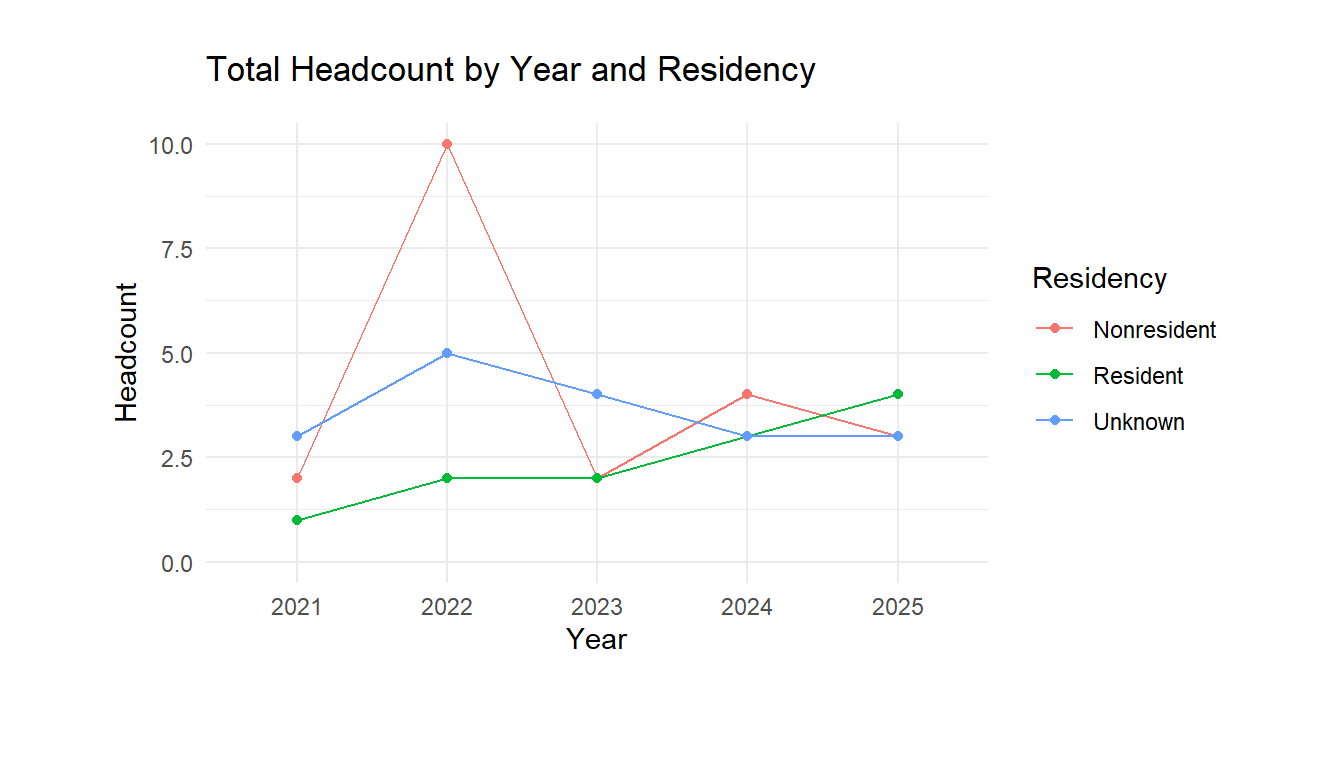 Total Headcount by Year and Residency
10.0
7.5
5.0
2.5
0.0
Headcount
2021 2022 2023 2024 2025
Year
Residency
Nonresident
Resident
Unknown